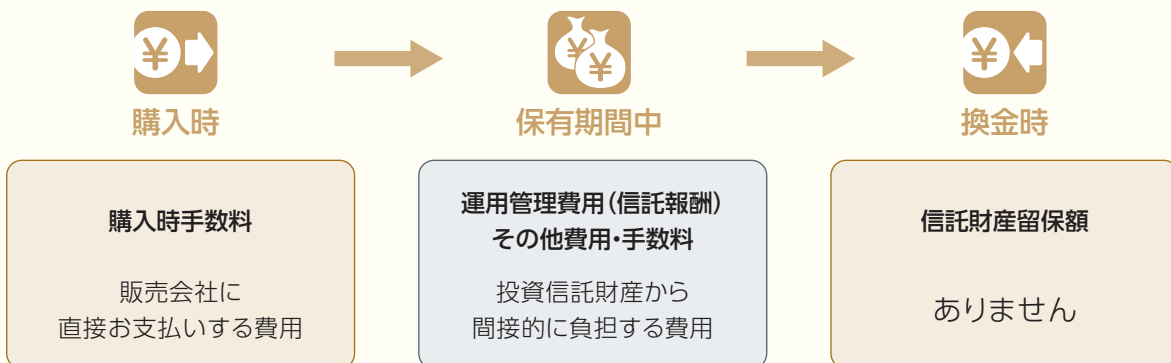 購入時
購入時手数料
販売会社に
直接お支払いする費用
保有期間中
運用管理費用(信託報酬)
その他費用・手数料
投資信託財産から
間接的に負担する費用
換金時
信託財産留保額
ありません